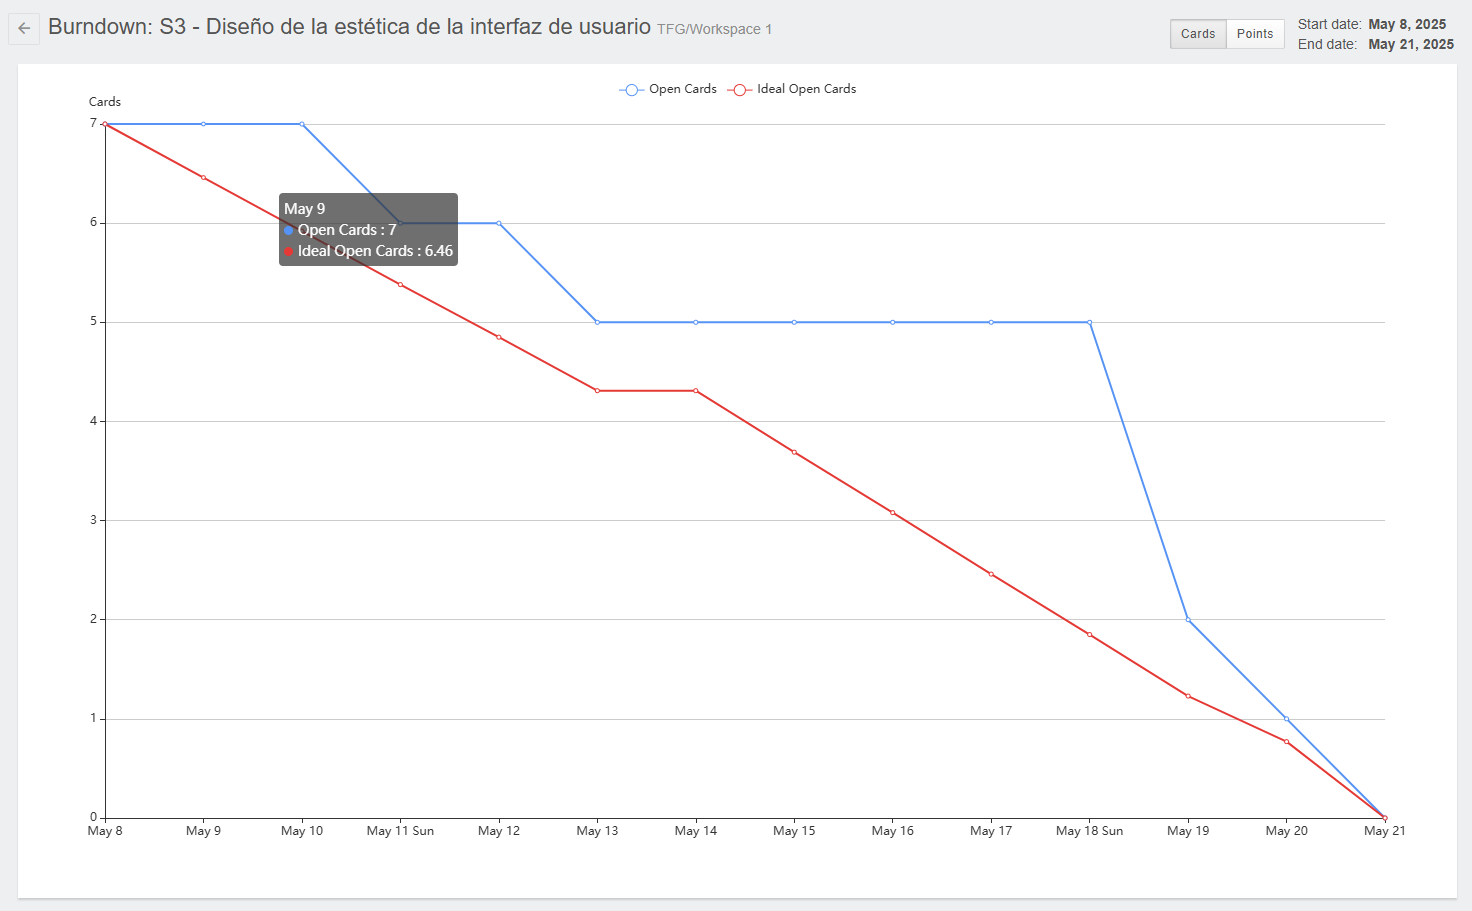 Burndown: S3 - Diseño de la estética de la interfaz de usuario TFG/Workspace 1
Cards Points
Start date: May 8, 2025
End date: May 21, 2025
Open Cards Ideal Open Cards
Cards
7
6
5
4
3
2
1
0
May 9
Open Cards : 7
Ideal Open Cards : 6.46
May 8 May 9 May 10 May 11 Sun May 12 May 13 May 14 May 15 May 16 May 17 May 18 Sun May 19 May 20 May 21